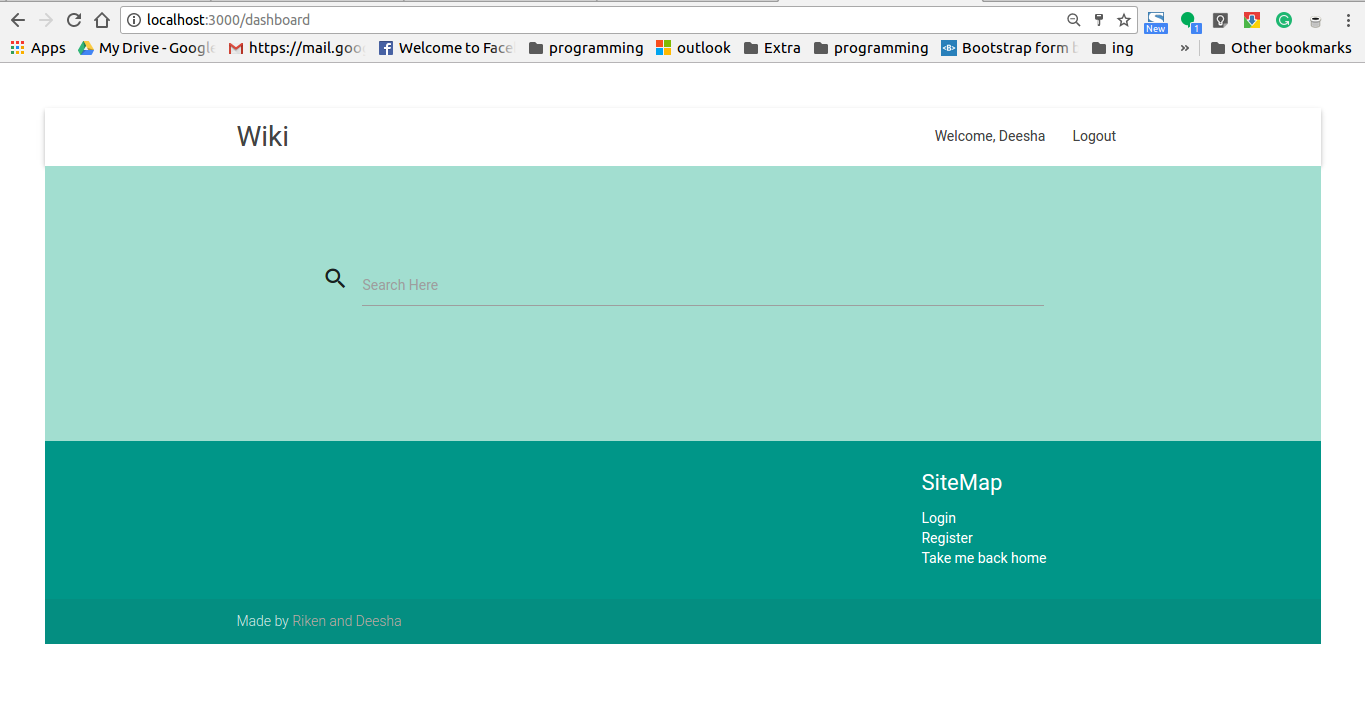 localhost:3000/dashboard
New 1
Apps My Drive - Google https://mail.goo Welcome to Face programming outlook Extra programming Bootstrap form ing » Other bookmarks
Wiki Welcome, Deesha Logout
Search Here
SiteMap
Login
Register
Take me back home
Made by Riken and Deesha